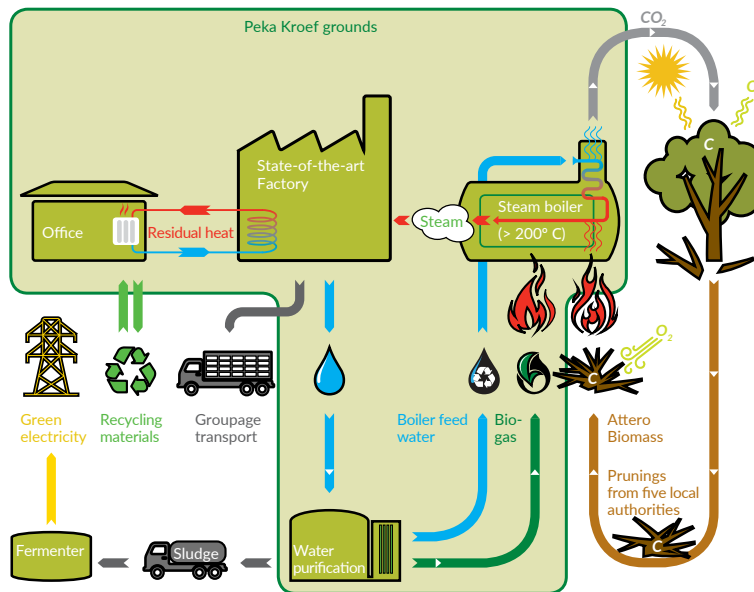 Peka Kroef grounds
CO2
C
C
State-of-the-art
Factory
Steam boiler
(> 200° C)
Steam
Office
Residual heat
O2
C
Green
electricity
Recycling
materials
Groupage
transport
Boiler feed
water
Bio-
gas
Attero
Biomass
Prunings
from five local
authorities
C
Fermenter
Sludge
Water
purification